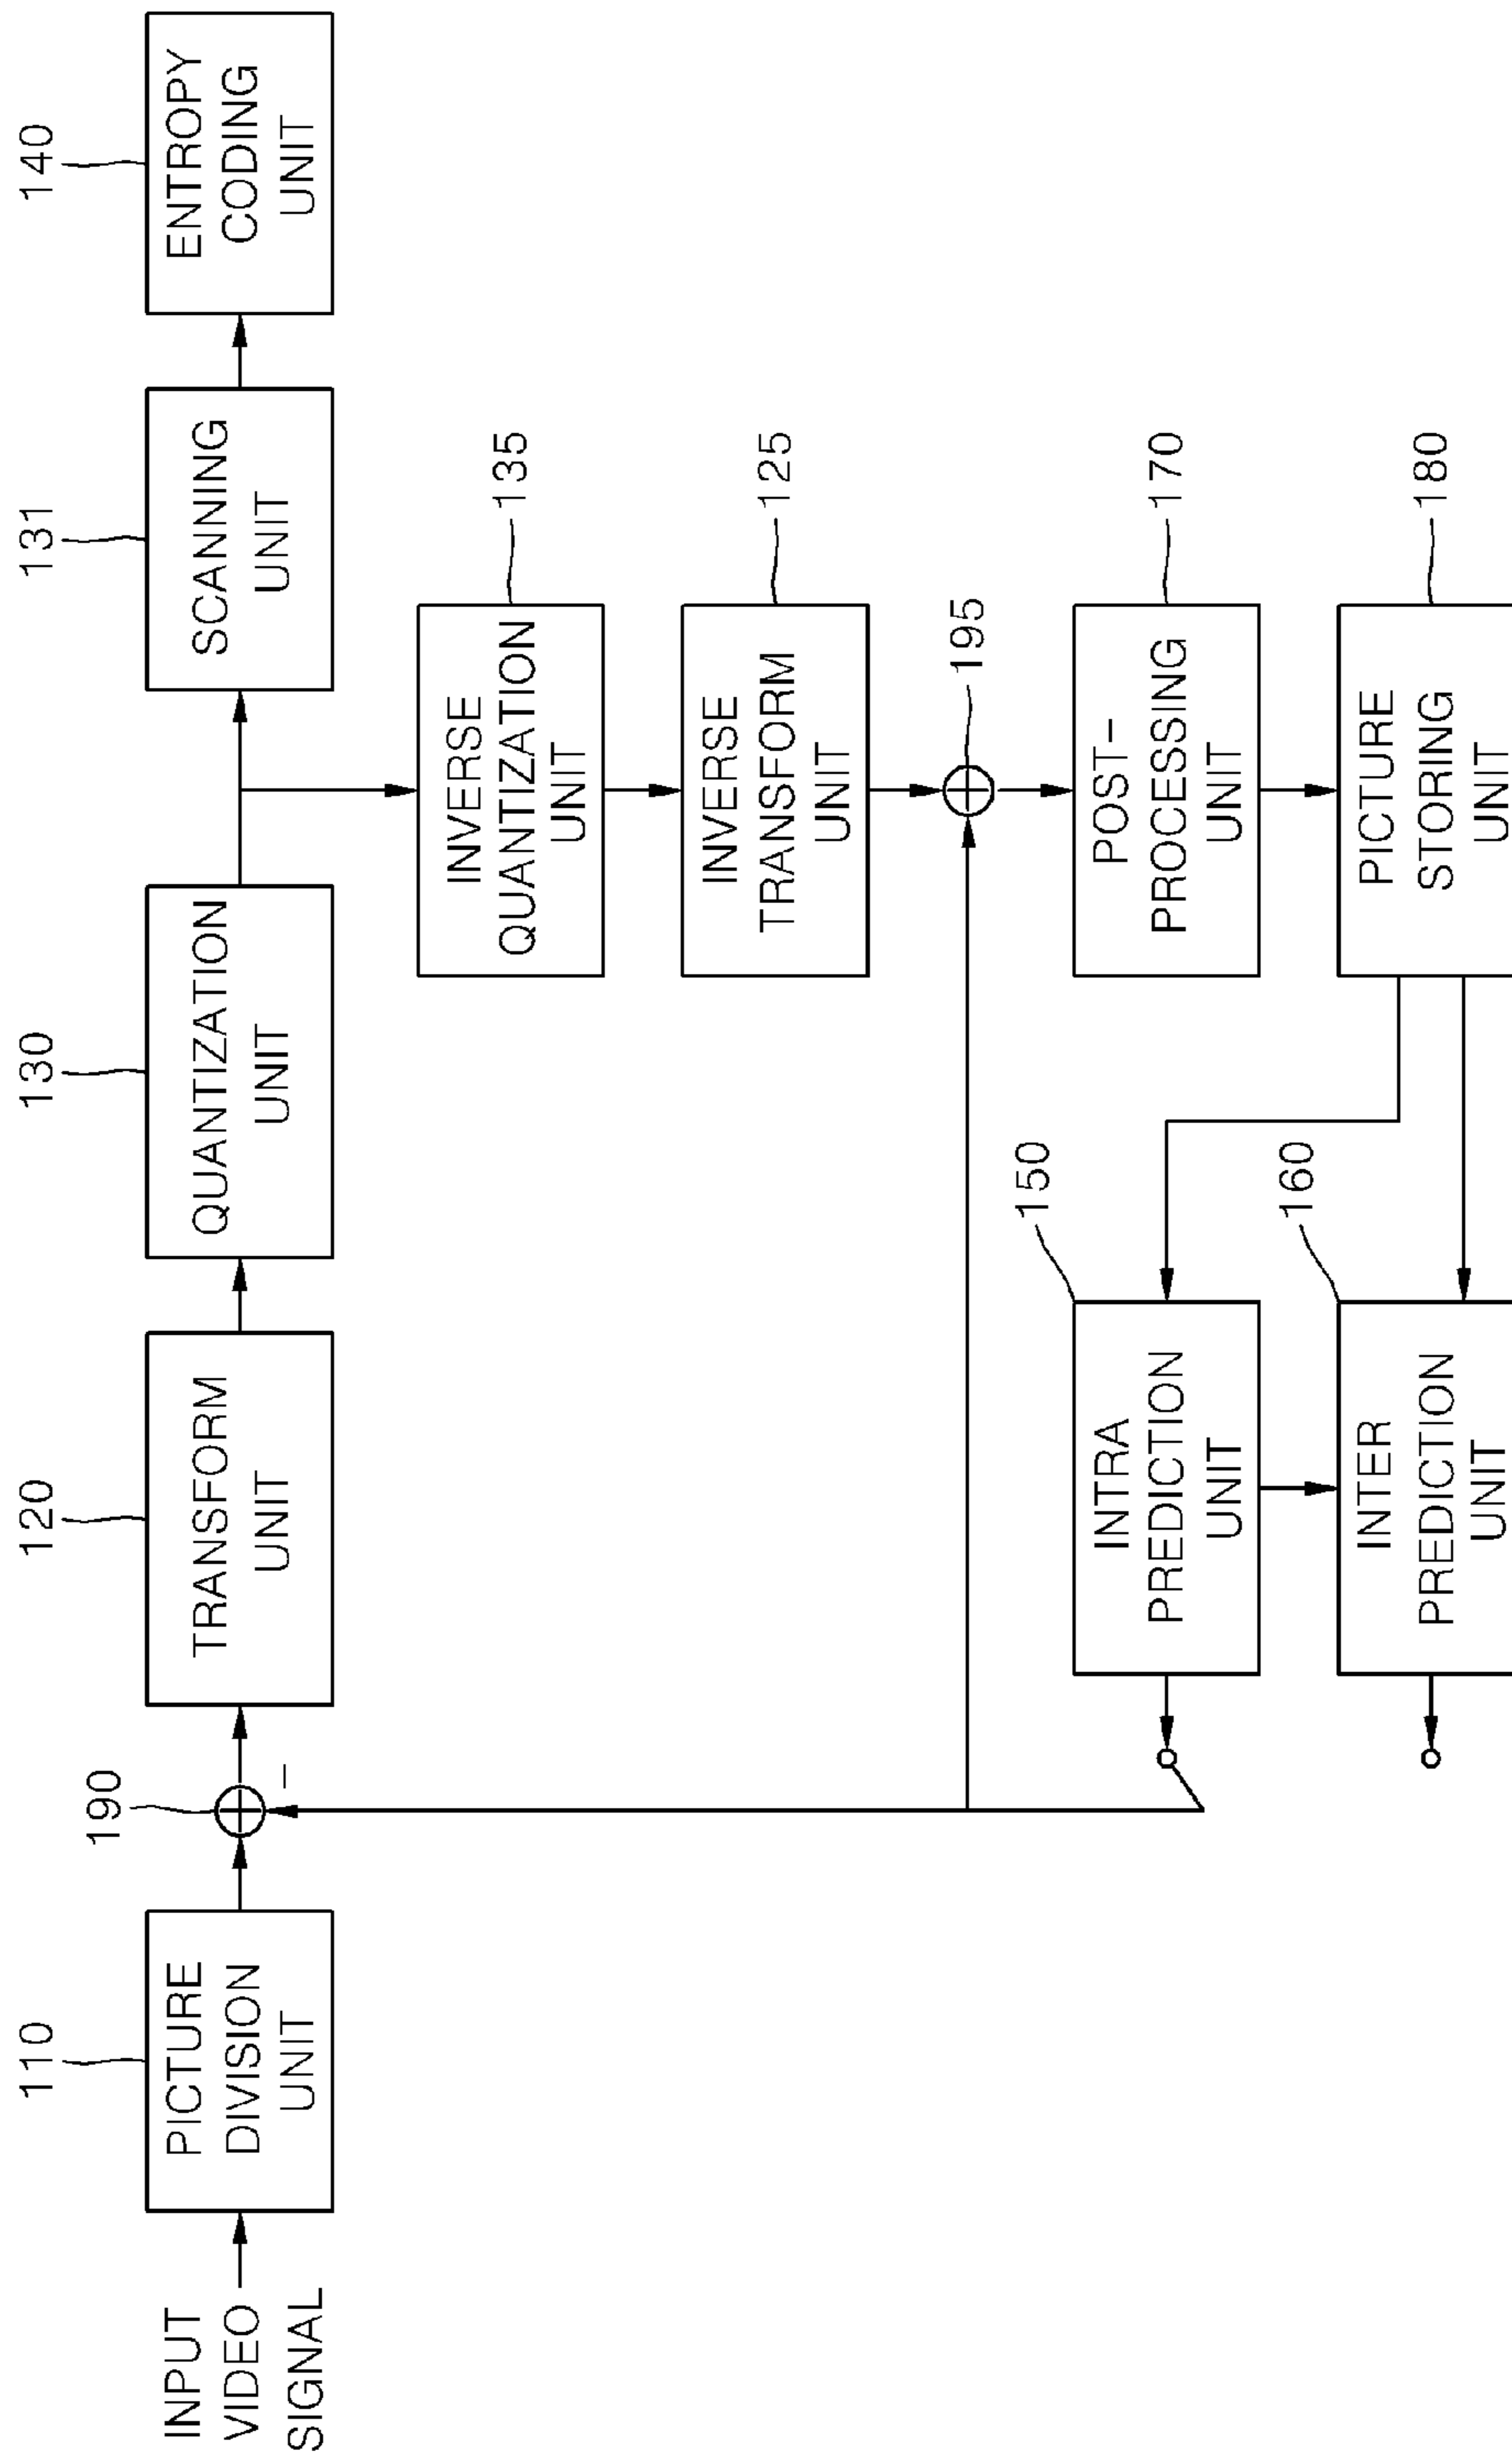 INPUT
VIDEO
SIGNAL
110
PICTURE
DIVISION
UNIT
190
−
120
TRANSFORM
UNIT
130
QUANTIZATION
UNIT
131
SCANNING
UNIT
140
ENTROPY
CODING
UNIT
INVERSE
QUANTIZATION
UNIT
135
INVERSE
TRANSFORM
UNIT
125
195
150
INTRA
PREDICTION
UNIT
POST-
PROCESSING
UNIT
170
160
INTER
PREDICTION
UNIT
PICTURE
STORING
UNIT
180